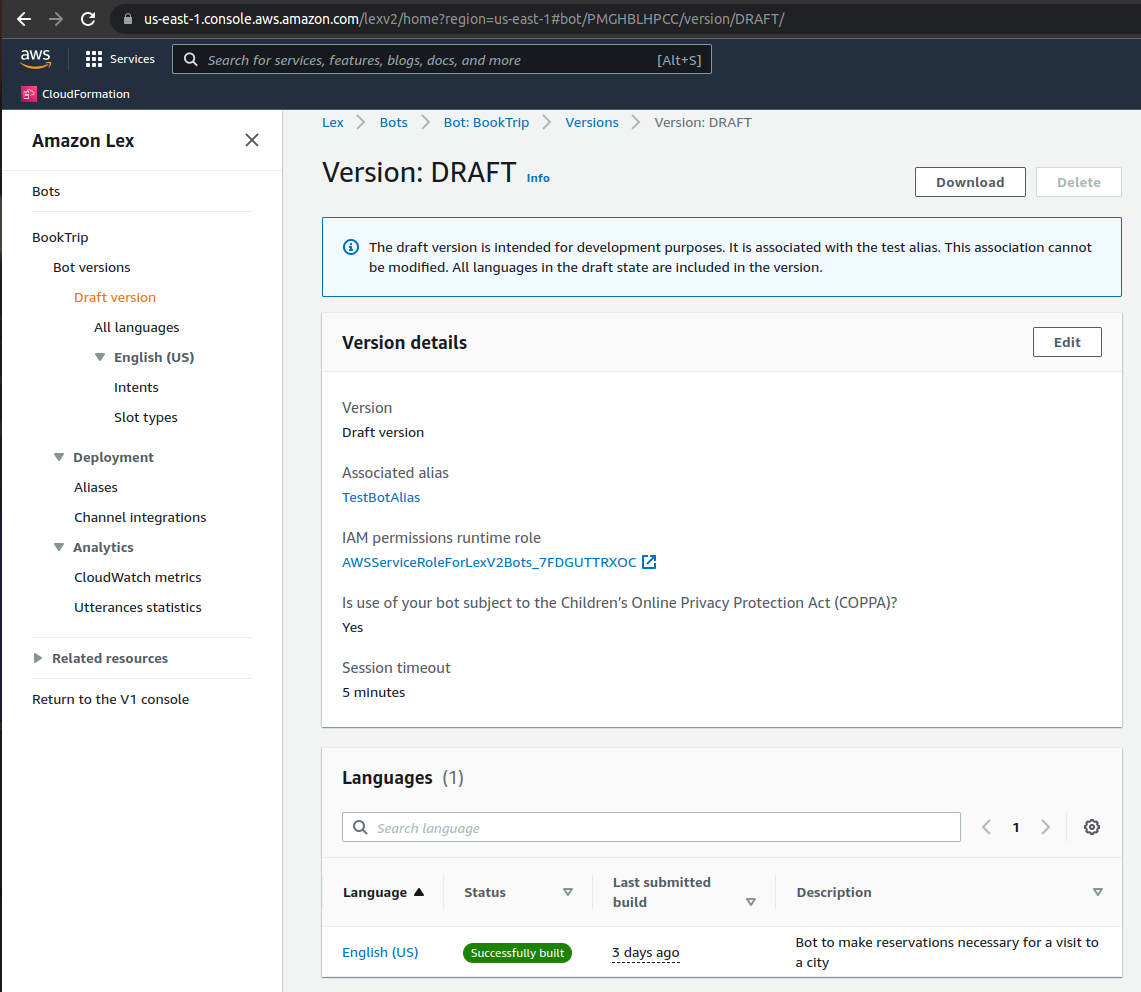 us-east-1.console.aws.amazon.com/lexv2/home?region=us-east-1#bot/PMGHBLHPCC/version/DRAFT/
aws
Services
Search for services, features, blogs, docs, and more
[Alt+S]
CloudFormation
Amazon Lex
Bots
BookTrip
Bot versions
Draft version
All languages
English (US)
Intents
Slot types
Deployment
Aliases
Channel integrations
Analytics
CloudWatch metrics
Utterances statistics
Related resources
Return to the V1 console
Lex
Bots
Bot: BookTrip
Versions
Version: DRAFT
Version: DRAFT Info
Download
Delete
The draft version is intended for development purposes. It is associated with the test alias. This association cannot
be modified. All languages in the draft state are included in the version.
Version details
Edit
Version
Draft version
Associated alias
TestBotAlias
IAM permissions runtime role
AWSServiceRoleForLexV2Bots_7FDGUTTRXOC
Is use of your bot subject to the Children’s Online Privacy Protection Act (COPPA)?
Yes
Session timeout
5 minutes
Languages (1)
Search language
1
Language
Status
Last submitted
build
Description
English (US)
Successfully built
3 days ago
Bot to make reservations necessary for a visit to
a city